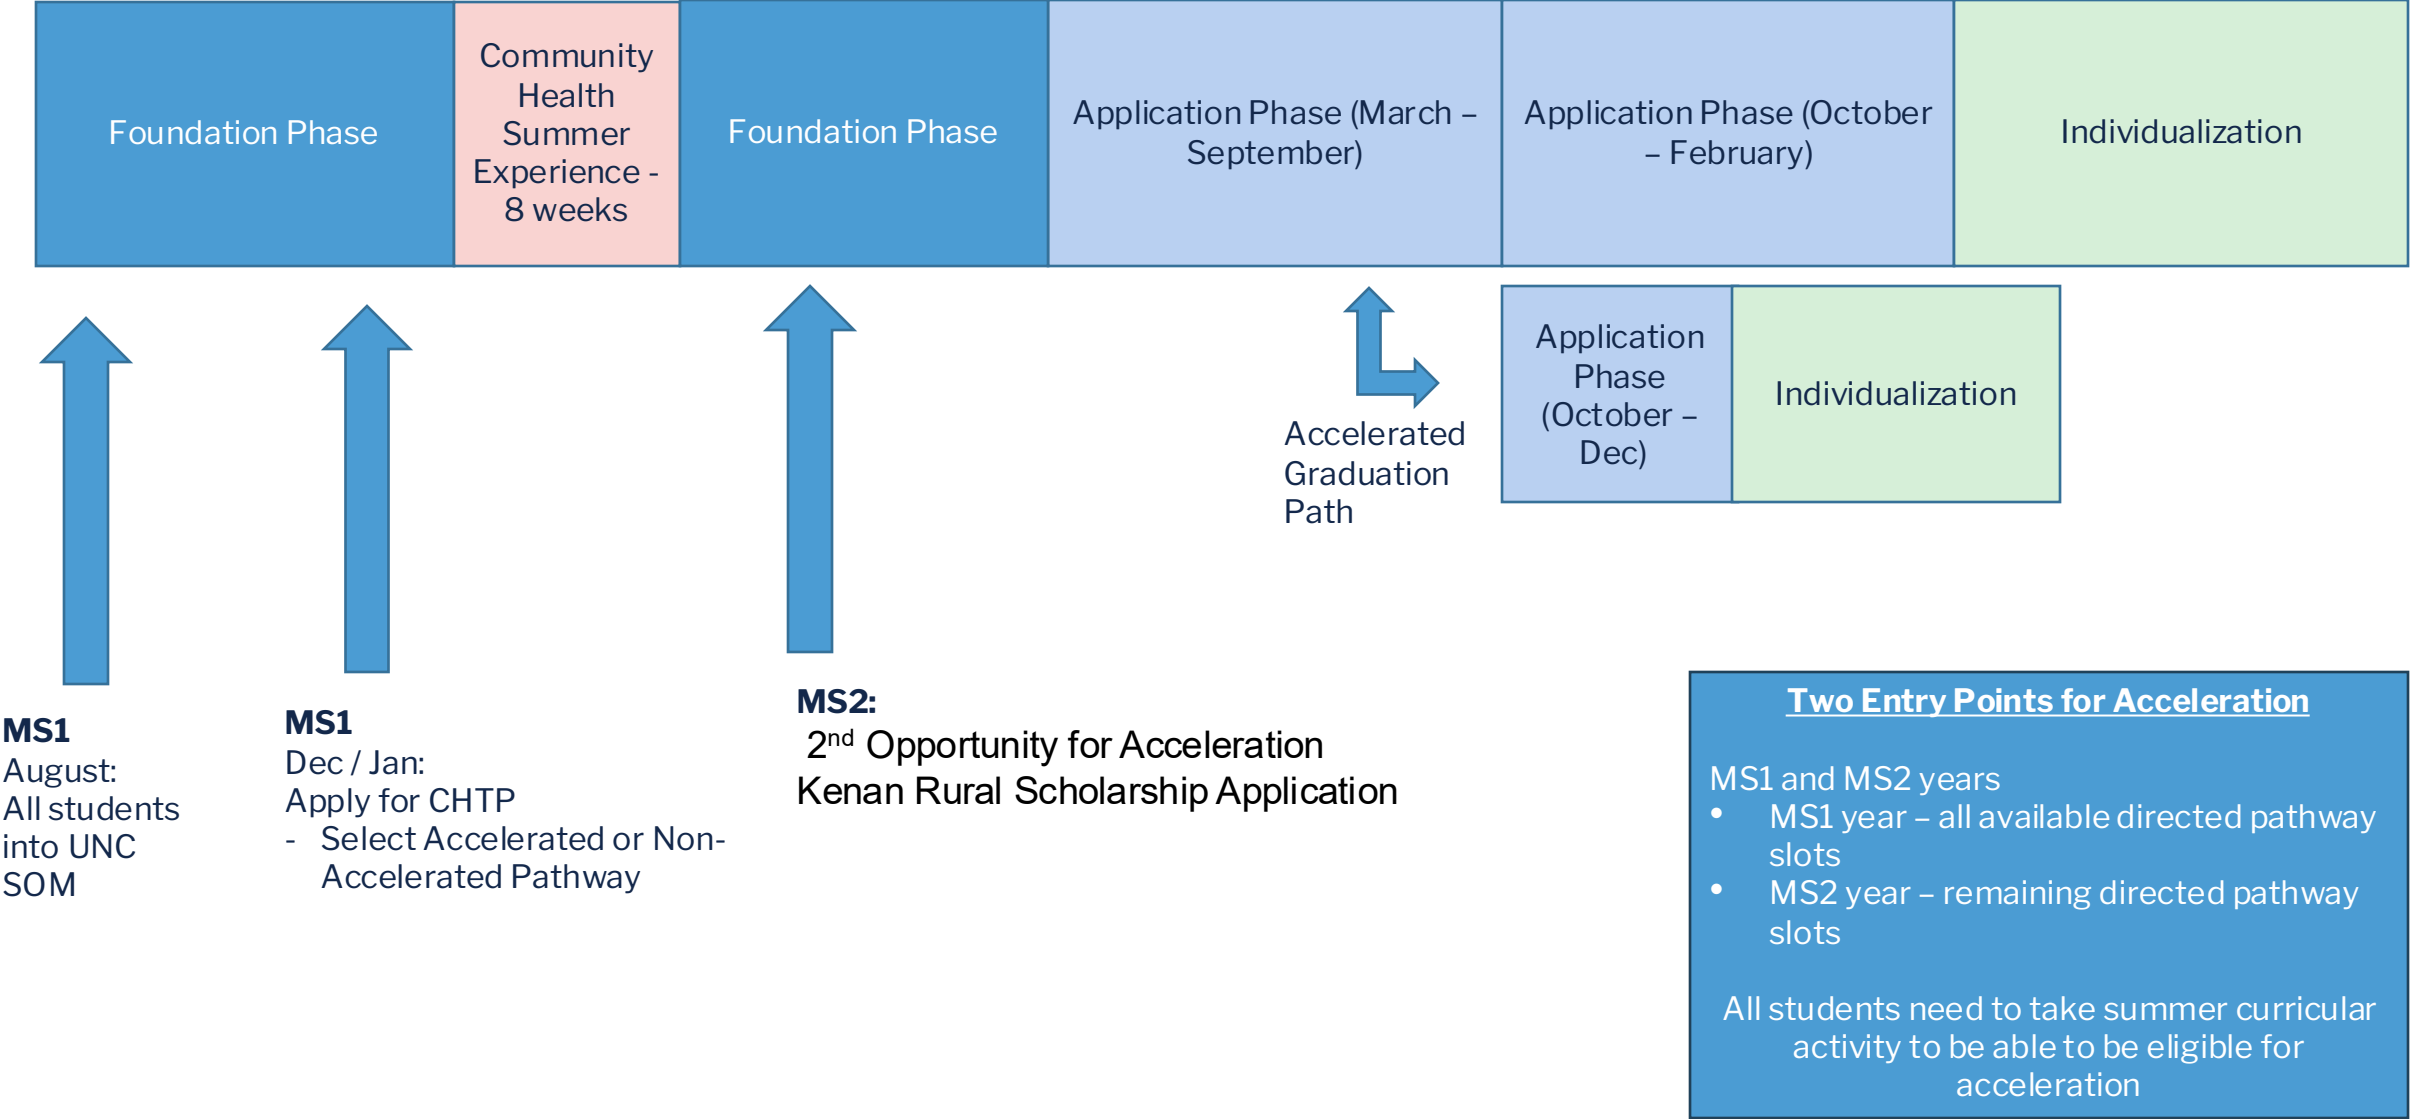 Foundation Phase
Community
Health
Summer
Experience -
8 weeks
Foundation Phase
Application Phase (March –
September)
Application Phase (October
– February)
Individualization
Application
Phase
(October –
Dec)
Individualization
Accelerated
Graduation
Path
MS1
August:
All students
into UNC
SOM
MS1
Dec / Jan:
Apply for CHTP
- Select Accelerated or Non-
Accelerated Pathway
MS2:
2nd Opportunity for Acceleration
Kenan Rural Scholarship Application
Two Entry Points for Acceleration
MS1 and MS2 years
• MS1 year – all available directed pathway
slots
• MS2 year – remaining directed pathway
slots
All students need to take summer curricular
activity to be able to be eligible for
acceleration